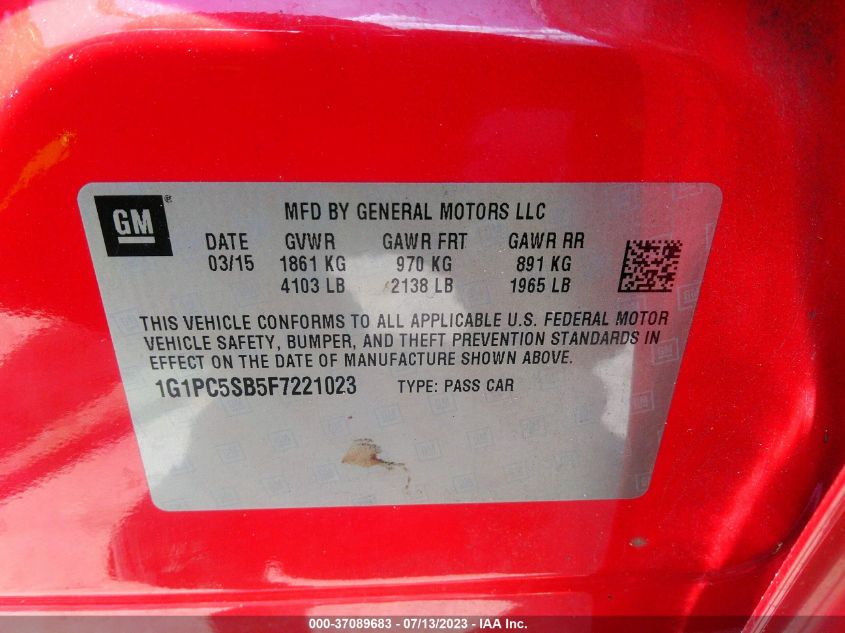 GM®
MFD BY GENERAL MOTORS LLC
DATE GVWR GAWR FRT GAWR RR
03/15 1861 KG 970 KG 891 KG
4103 LB 2138 LB 1965 LB
THIS VEHICLE CONFORMS TO ALL APPLICABLE U.S. FEDERAL MOTOR
VEHICLE SAFETY, BUMPER, AND THEFT PREVENTION STANDARDS IN
EFFECT ON THE DATE OF MANUFACTURE SHOWN ABOVE.
1G1PC5SB5F7221023 TYPE: PASS CAR
000-37089683 / 07/13/2023 - IAA Inc.